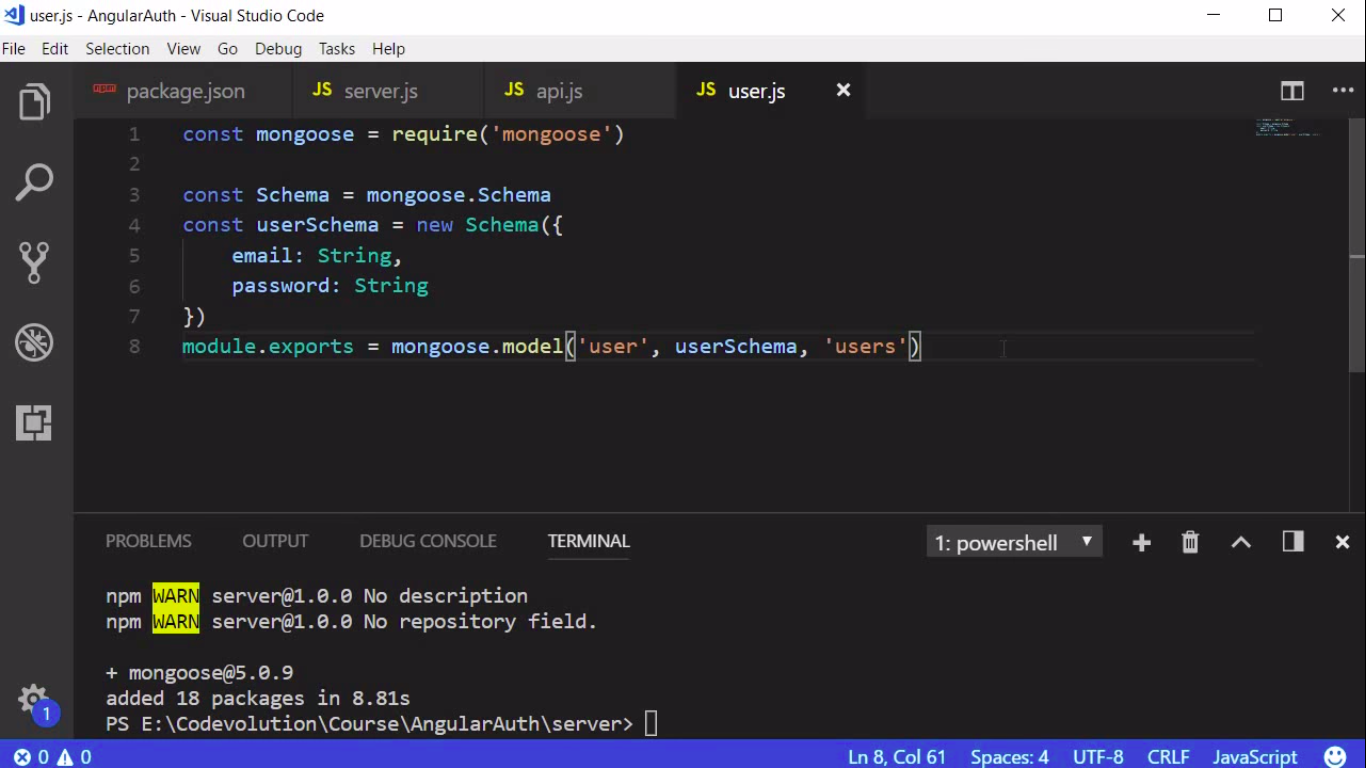 user.js - AngularAuth - Visual Studio Code
File Edit Selection View Go Debug Tasks Help
npm package.json JS server.js JS api.js JS user.js
1 const mongoose = require('mongoose')
2
3 const Schema = mongoose.Schema
4 const userSchema = new Schema({
5     email: String,
6     password: String
7 })
8 module.exports = mongoose.model('user', userSchema, 'users')
PROBLEMS OUTPUT DEBUG CONSOLE TERMINAL 1: powershell
npm WARN server@1.0.0 No description
npm WARN server@1.0.0 No repository field.
+ mongoose@5.0.9
added 18 packages in 8.81s
PS E:\Codevolution\Course\AngularAuth\server>
1
0 0 Ln 8, Col 61 Spaces: 4 UTF-8 CRLF JavaScript